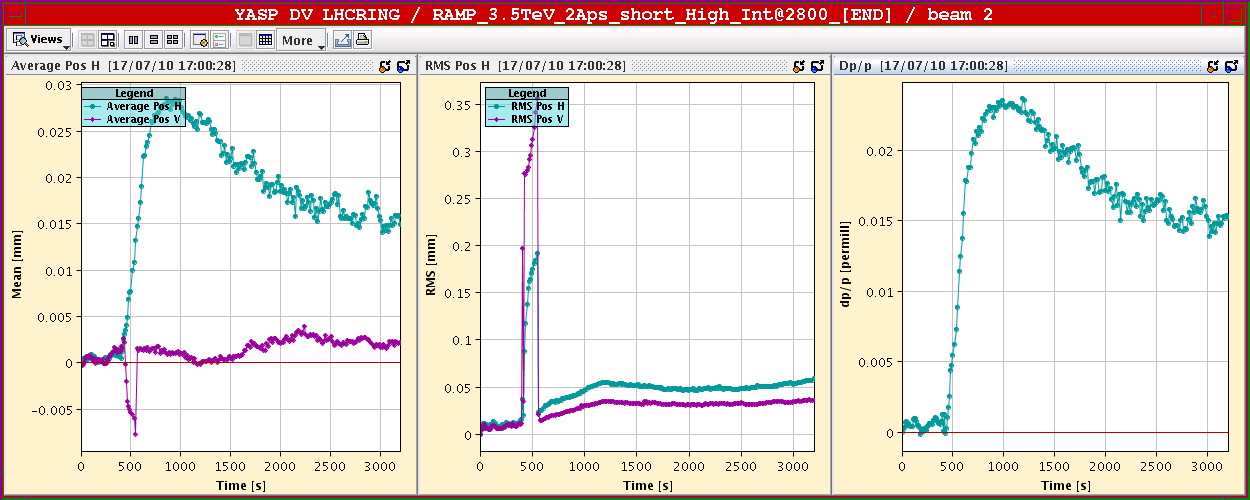 YASP DV LHCRING / RAMP_3.5TeV_2Aps_short_High_Int@2800_[END] / beam 2
Views More
Average Pos H [17/07/10 17:00:28]
Legend
Average Pos H
Average Pos V
0.03
0.025
0.02
0.015
0.01
0.005
0
-0.005
Mean [mm]
0 500 1000 1500 2000 2500 3000
Time [s]
RMS Pos H [17/07/10 17:00:28]
Legend
RMS Pos H
RMS Pos V
0.35
0.3
0.25
0.2
0.15
0.1
0.05
0
RMS [mm]
0 500 1000 1500 2000 2500 3000
Time [s]
Dp/p [17/07/10 17:00:28]
0.02
0.015
0.01
0.005
0
dp/p [permill]
0 500 1000 1500 2000 2500 3000
Time [s]